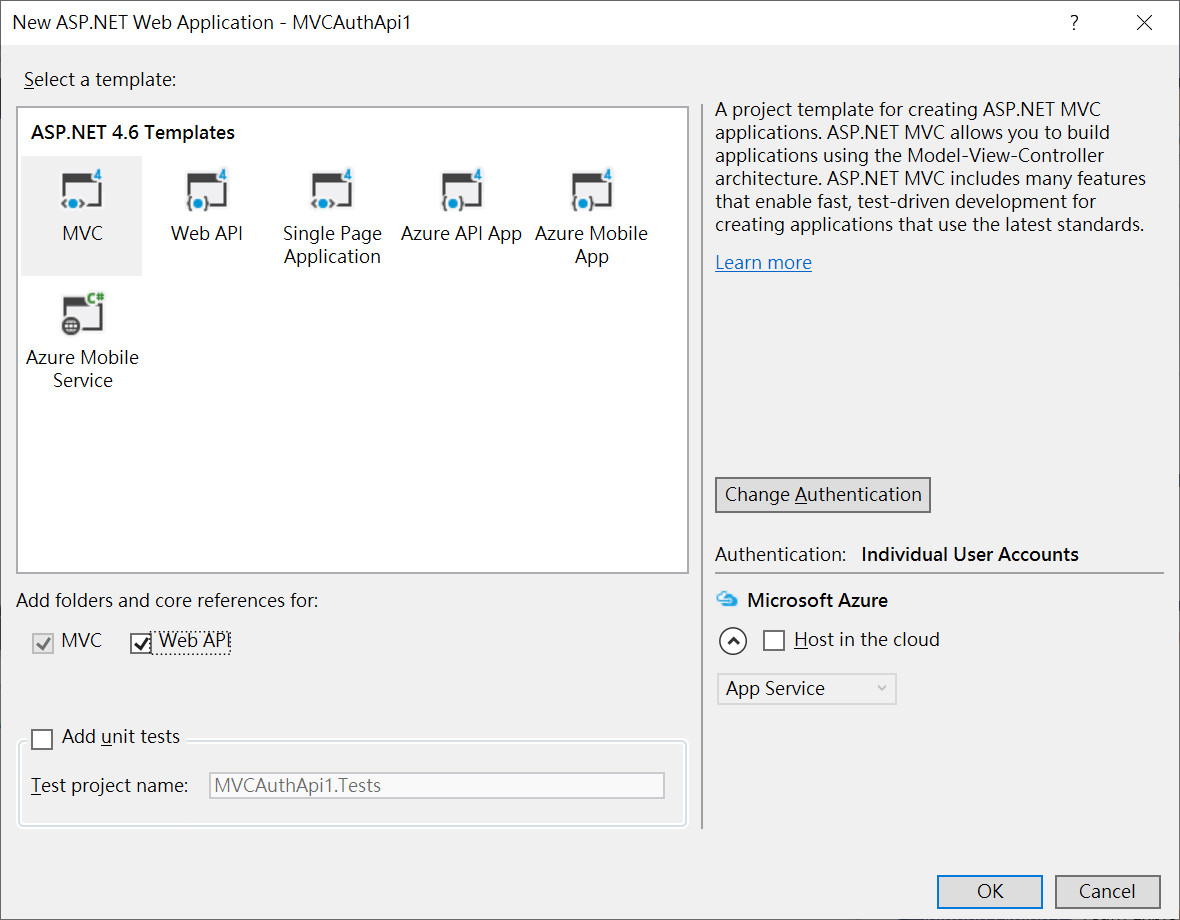 New ASP.NET Web Application - MVCAuthApi1
?
Select a template:
ASP.NET 4.6 Templates
4
4
4
4
4
MVC
Web API
Single Page
Application
Azure API App
Azure Mobile
App
C#
Azure Mobile
Service
A project template for creating ASP.NET MVC
applications. ASP.NET MVC allows you to build
applications using the Model-View-Controller
architecture. ASP.NET MVC includes many features
that enable fast, test-driven development for
creating applications that use the latest standards.
Learn more
Change Authentication
Authentication: Individual User Accounts
Microsoft Azure
Host in the cloud
App Service
Add folders and core references for:
MVC
Web API
Add unit tests
Test project name: MVCAuthApi1.Tests
OK
Cancel